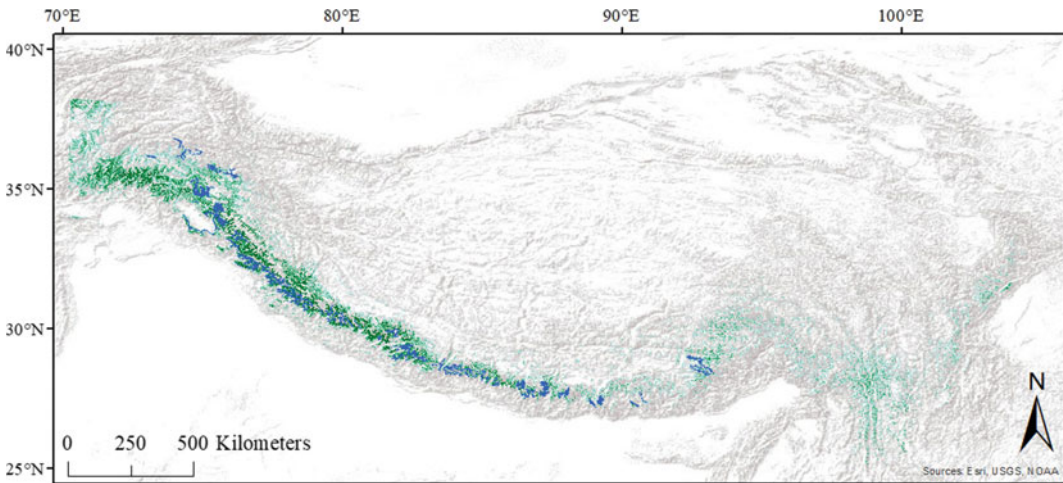 70°E 80°E 90°E 100°E
40°N
35°N
30°N
25°N
N
0 250 500 Kilometers
Sources: Esri, USGS, NOAA